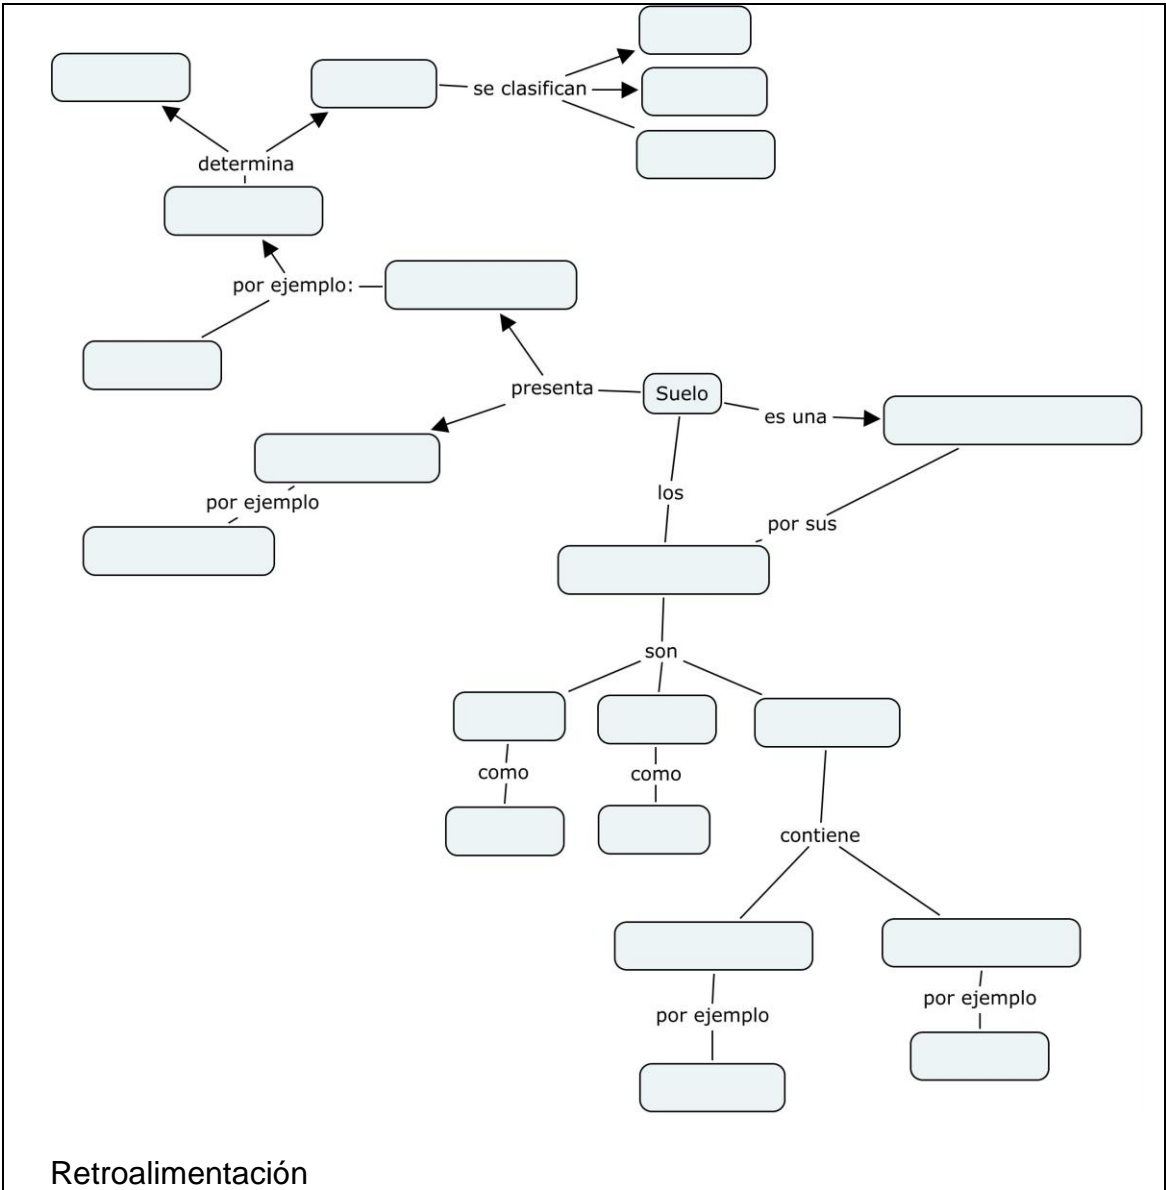 se clasifican
determina
por ejemplo:
presenta
Suelo
es una
por ejemplo
los
por sus
son
como
como
contiene
por ejemplo
por ejemplo
Retroalimentación